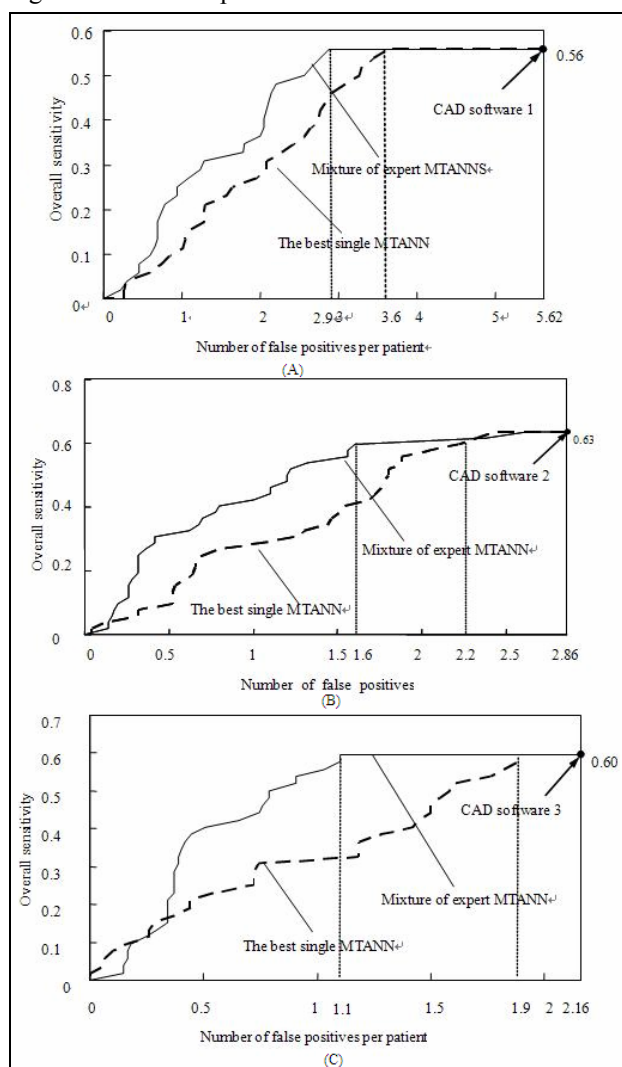 0.6
0.5
0.4
0.3
0.2
0.1
0↵
Overall sensitivity
0.56
CAD software 1
Mixture of expert MTANNS↵
The best single MTANN
0 1↵ 2 2.9 3↵ 3.6 4 5↵ 5.62
Number of false positives per patient↵
(A)
0.8
0.6
0.4
0.2
0
Overall sensitivity
0.63
CAD software 2
Mixture of expert MTANN↵
The best single MTANN↵
0 0.5 1 1.5 1.6 2 2.2 2.5 2.86
Number of false positives
(B)
0.7
0.6
0.5
0.4
0.3
0.2
0.1
0
Overall sensitivity
0.60
CAD software 3
Mixture of expert MTANN↵
The best single MTANN↵
0 0.5 1 1.1 1.5 1.9 2 2.16
Number of false positives per patient
(C)